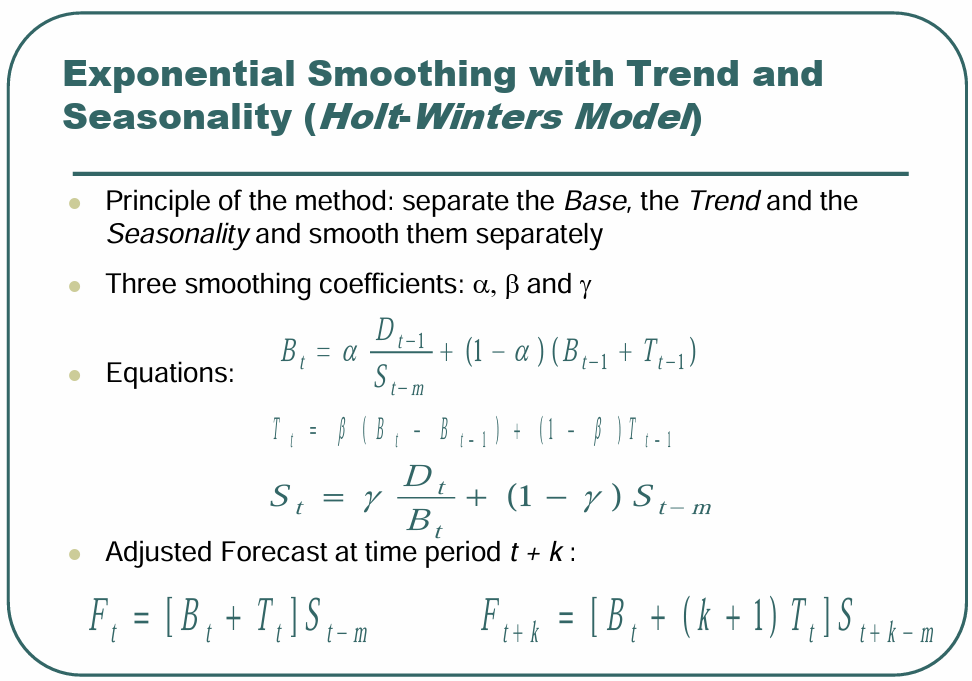 Exponential Smoothing with Trend and
Seasonality (Holt-Winters Model)
● Principle of the method: separate the Base, the Trend and the
Seasonality and smooth them separately
● Three smoothing coefficients: α, β and γ
● Equations: B_t = α D_{t−1} / S_{t−m} + (1 − α)(B_{t−1} + T_{t−1})
T_t = β (B_t − B_{t−1}) + (1 − β) T_{t−1}
S_t = γ D_t / B_t + (1 − γ) S_{t−m}
● Adjusted Forecast at time period t + k :
F_t = [B_t + T_t] S_{t−m} F_{t+k} = [B_t + (k + 1) T_t] S_{t+k−m}